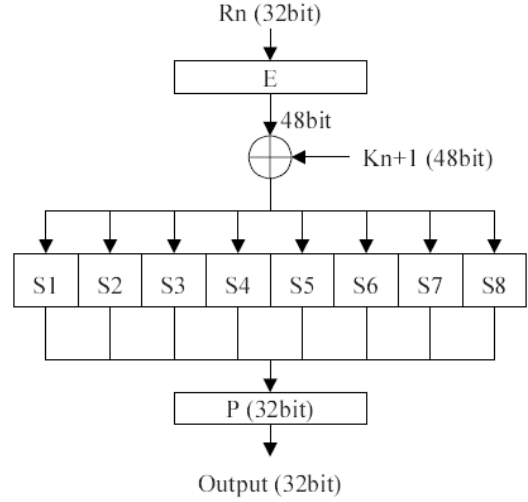 Rn (32bit)
E
48bit
Kn+1 (48bit)
S1 S2 S3 S4 S5 S6 S7 S8
P (32bit)
Output (32bit)